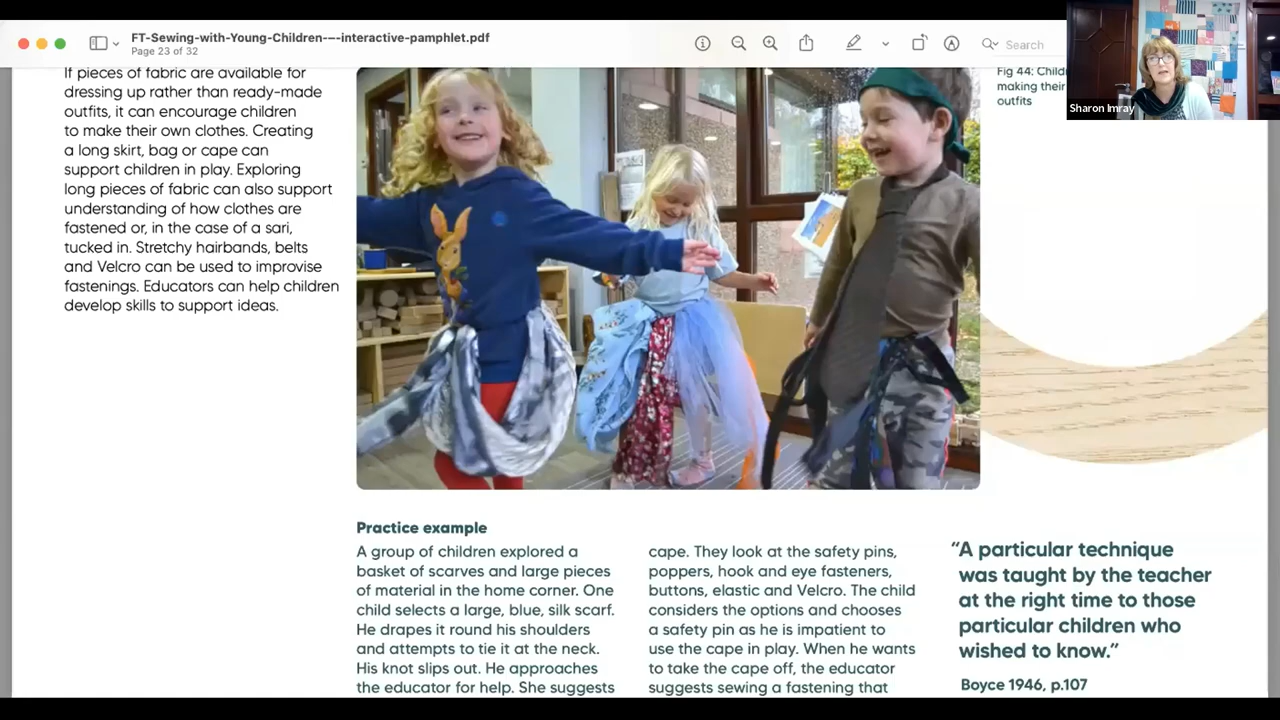 FT-Sewing-with-Young-Children----interactive-pamphlet.pdf
Page 23 of 32
Search
Sharon Imray
If pieces of fabric are available for
dressing up rather than ready-made
outfits, it can encourage children
to make their own clothes. Creating
a long skirt, bag or cape can
support children in play. Exploring
long pieces of fabric can also support
understanding of how clothes are
fastened or, in the case of a sari,
tucked in. Stretchy hairbands, belts
and Velcro can be used to improvise
fastenings. Educators can help children
develop skills to support ideas.
Fig 44:
making their
outfits
Practice example
A group of children explored a
basket of scarves and large pieces
of material in the home corner. One
child selects a large, blue, silk scarf.
He drapes it round his shoulders
and attempts to tie it at the neck.
His knot slips out. He approaches
the educator for help. She suggests
cape. They look at the safety pins,
poppers, hook and eye fasteners,
buttons, elastic and Velcro. The child
considers the options and chooses
a safety pin as he is impatient to
use the cape in play. When he wants
to take the cape off, the educator
suggests sewing a fastening that
“A particular technique
was taught by the teacher
at the right time to those
particular children who
wished to know.”
Boyce 1946, p.107